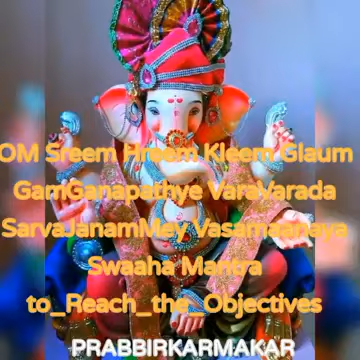 OM Sreem Hreem Kleem Glaum
GamGanapathye VaraVarada
SarvaJanamMey Vasamaanaya
Swaaha Mantra
to_Reach_the_Objectives
PRABBIRKARMAKAR